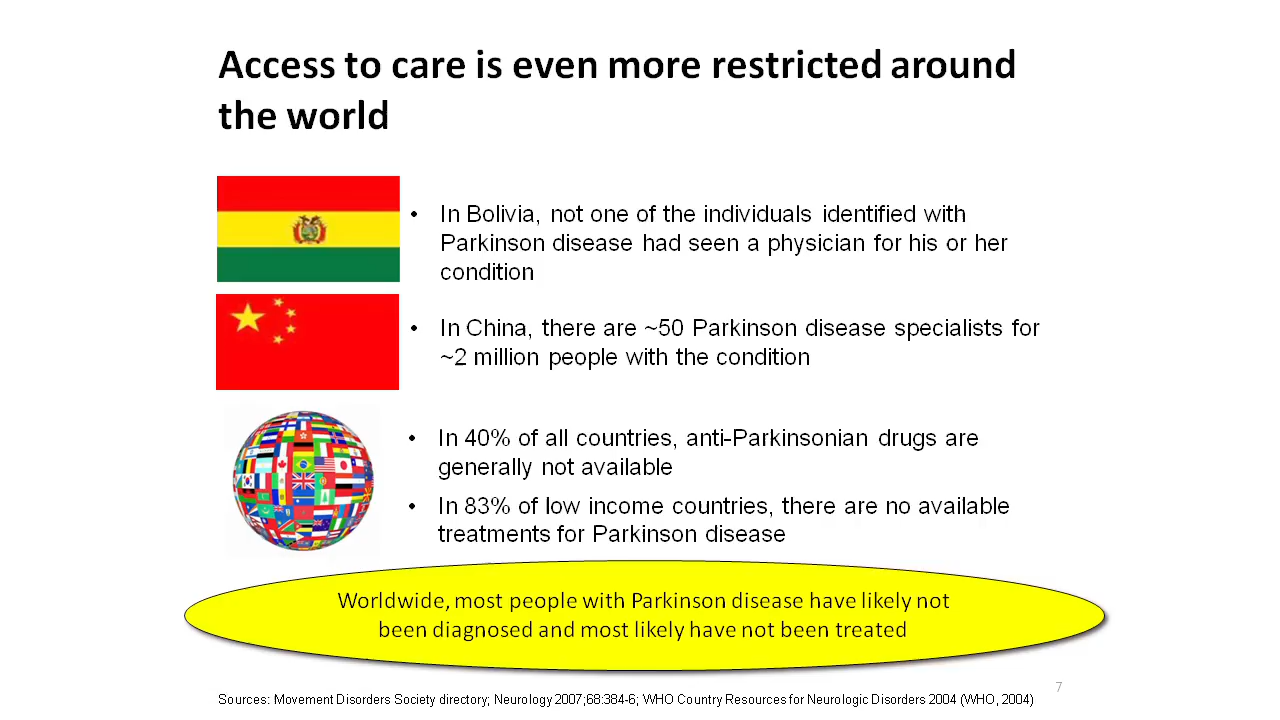 Access to care is even more restricted around
the world
• In Bolivia, not one of the individuals identified with
Parkinson disease had seen a physician for his or her
condition
• In China, there are ~50 Parkinson disease specialists for
~2 million people with the condition
• In 40% of all countries, anti-Parkinsonian drugs are
generally not available
• In 83% of low income countries, there are no available
treatments for Parkinson disease
Worldwide, most people with Parkinson disease have likely not
been diagnosed and most likely have not been treated
7
Sources: Movement Disorders Society directory; Neurology 2007;68:384-6; WHO Country Resources for Neurologic Disorders 2004 (WHO, 2004)